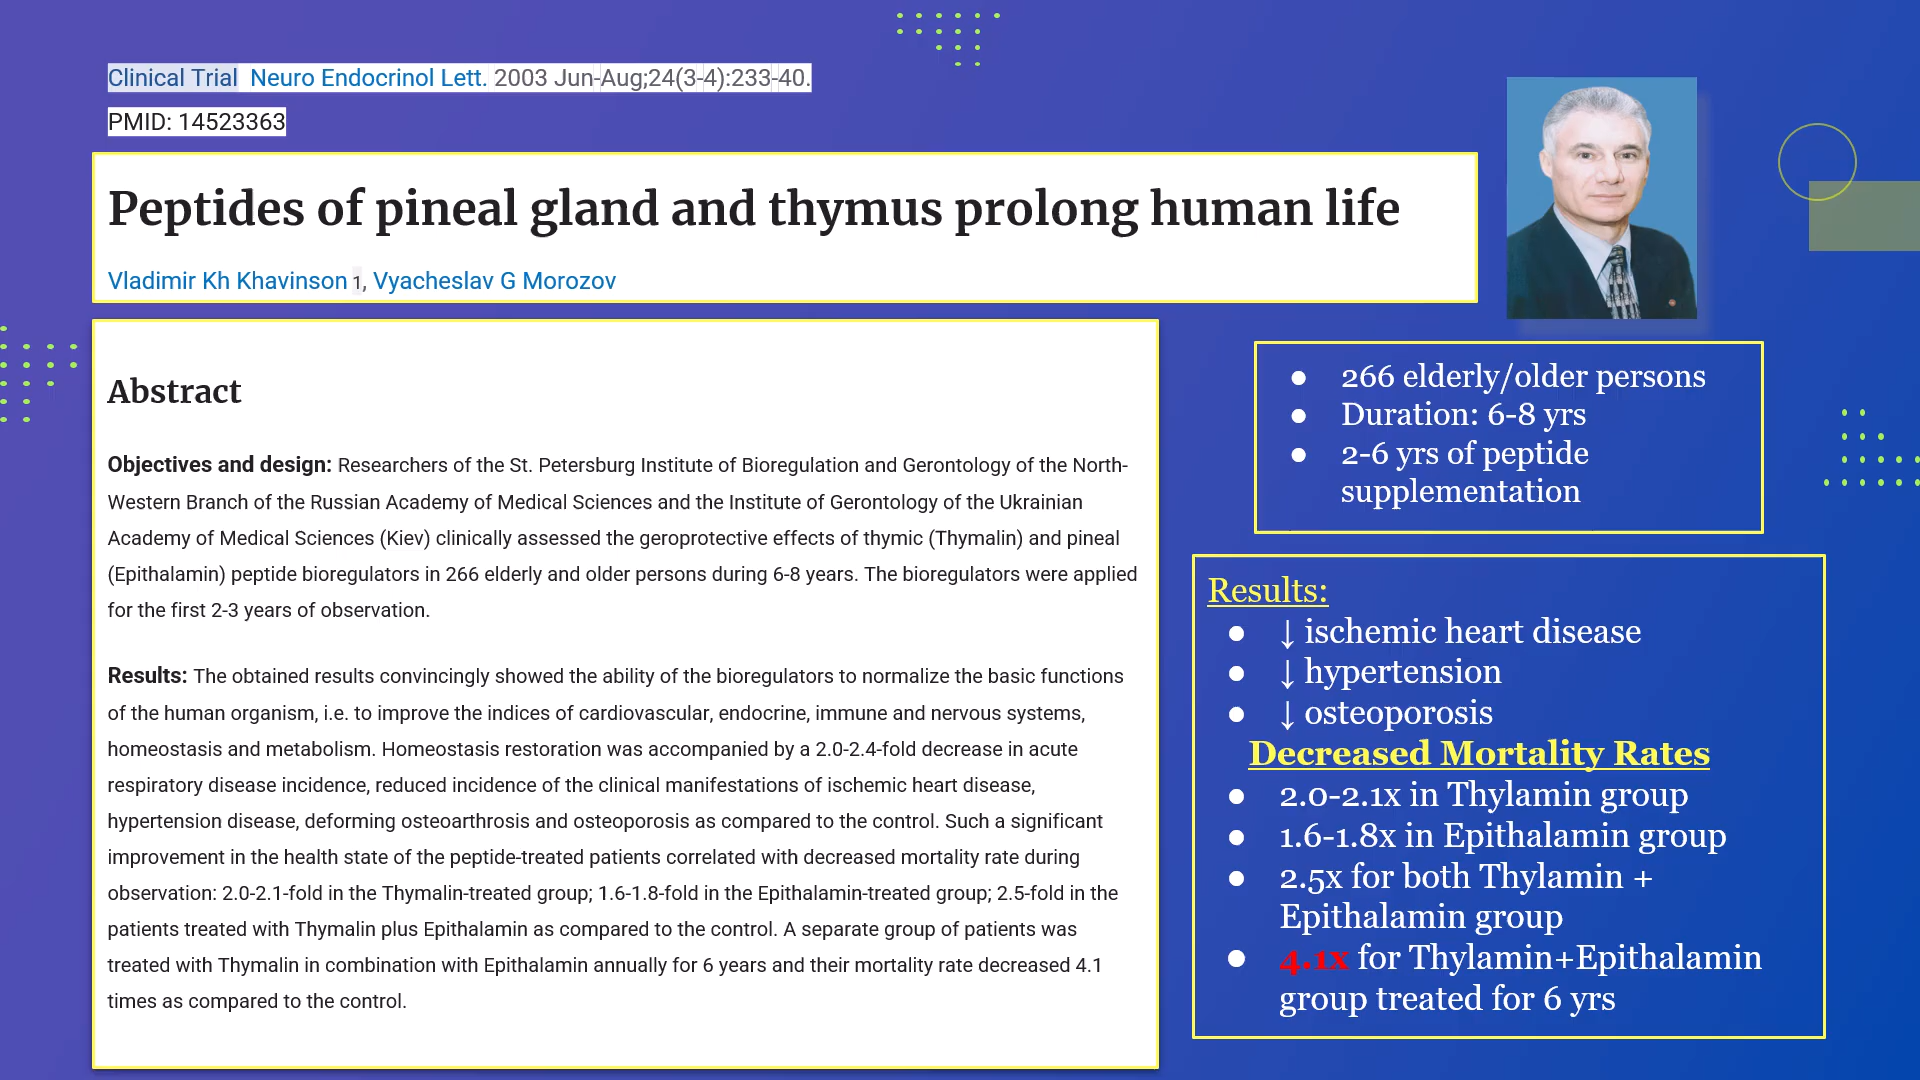 Clinical Trial Neuro Endocrinol Lett. 2003 Jun-Aug;24(3-4):233-40.
PMID: 14523363
Peptides of pineal gland and thymus prolong human life
Vladimir Kh Khavinson 1, Vyacheslav G Morozov
Abstract
Objectives and design: Researchers of the St. Petersburg Institute of Bioregulation and Gerontology of the North-
Western Branch of the Russian Academy of Medical Sciences and the Institute of Gerontology of the Ukrainian
Academy of Medical Sciences (Kiev) clinically assessed the geroprotective effects of thymic (Thymalin) and pineal
(Epithalamin) peptide bioregulators in 266 elderly and older persons during 6-8 years. The bioregulators were applied
for the first 2-3 years of observation.
Results: The obtained results convincingly showed the ability of the bioregulators to normalize the basic functions
of the human organism, i.e. to improve the indices of cardiovascular, endocrine, immune and nervous systems,
homeostasis and metabolism. Homeostasis restoration was accompanied by a 2.0-2.4-fold decrease in acute
respiratory disease incidence, reduced incidence of the clinical manifestations of ischemic heart disease,
hypertension disease, deforming osteoarthrosis and osteoporosis as compared to the control. Such a significant
improvement in the health state of the peptide-treated patients correlated with decreased mortality rate during
observation: 2.0-2.1-fold in the Thymalin-treated group; 1.6-1.8-fold in the Epithalamin-treated group; 2.5-fold in the
patients treated with Thymalin plus Epithalamin as compared to the control. A separate group of patients was
treated with Thymalin in combination with Epithalamin annually for 6 years and their mortality rate decreased 4.1
times as compared to the control.
● 266 elderly/older persons
● Duration: 6-8 yrs
● 2-6 yrs of peptide
supplementation
Results:
● ↓ ischemic heart disease
● ↓ hypertension
● ↓ osteoporosis
Decreased Mortality Rates
● 2.0-2.1x in Thylamin group
● 1.6-1.8x in Epithalamin group
● 2.5x for both Thylamin +
Epithalamin group
● 4.1x for Thylamin+Epithalamin
group treated for 6 yrs